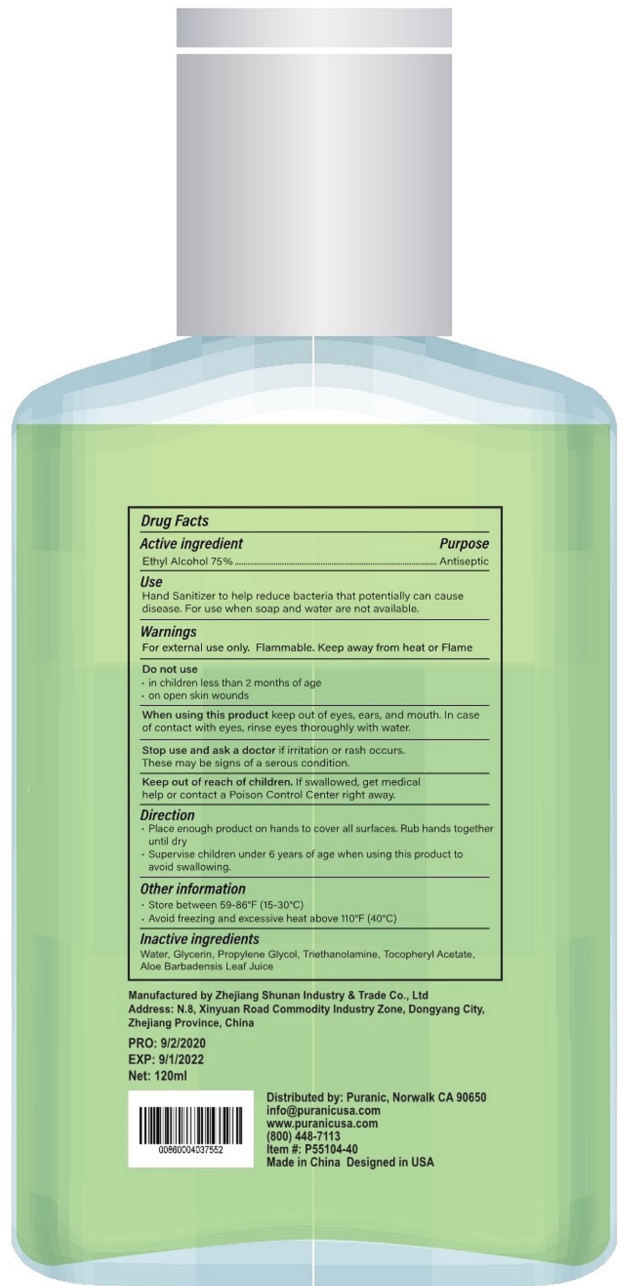 Drug Facts
Active ingredient Purpose
Ethyl Alcohol 75% Antiseptic
Use
Hand Sanitizer to help reduce bacteria that potentially can cause
disease. For use when soap and water are not available.
Warnings
For external use only. Flammable. Keep away from heat or Flame
Do not use
· in children less than 2 months of age
· on open skin wounds
When using this product keep out of eyes, ears, and mouth. In case
of contact with eyes, rinse eyes thoroughly with water.
Stop use and ask a doctor if irritation or rash occurs.
These may be signs of a serous condition.
Keep out of reach of children. If swallowed, get medical
help or contact a Poison Control Center right away.
Direction
· Place enough product on hands to cover all surfaces. Rub hands together
until dry
· Supervise children under 6 years of age when using this product to
avoid swallowing.
Other information
· Store between 59-86°F (15-30°C)
· Avoid freezing and excessive heat above 110°F (40°C)
Inactive ingredients
Water, Glycerin, Propylene Glycol, Triethanolamine, Tocopheryl Acetate,
Aloe Barbadensis Leaf Juice
Manufactured by Zhejiang Shunan Industry & Trade Co., Ltd
Address: N.8, Xinyuan Road Commodity Industry Zone, Dongyang City,
Zhejiang Province, China
PRO: 9/2/2020
EXP: 9/1/2022
Net: 120ml
00860004037552
Distributed by: Puranic, Norwalk CA 90650
info@puranicusa.com
www.puranicusa.com
(800) 448-7113
Item #: P55104-40
Made in China Designed in USA